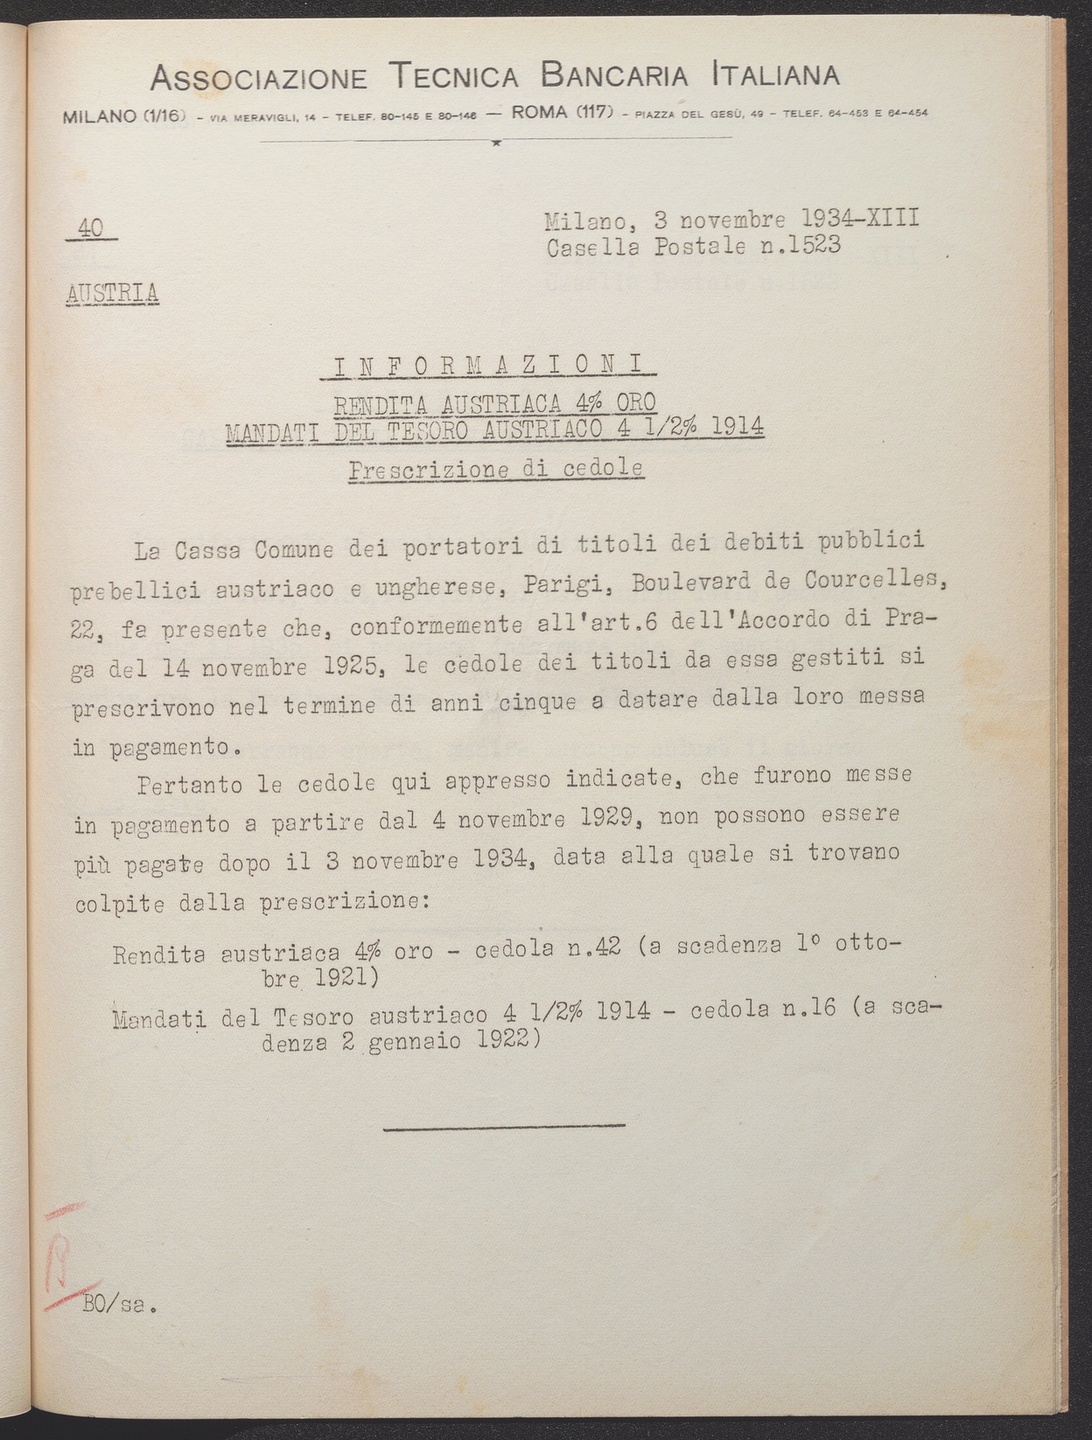 ASSOCIAZIONE TECNICA BANCARIA ITALIANA
MILANO (1/16) - VIA MERAVIGLI, 14 - TELEF. 80-145 E 80-146 — ROMA (117) - PIAZZA DEL GESÙ, 49 - TELEF. 64-453 E 64-454
40
Milano, 3 novembre 1934-XIII
Casella Postale n.1523
AUSTRIA
INFORMAZIONI
RENDITA AUSTRIACA 4% ORO
MANDATI DEL TESORO AUSTRIACO 4 1/2% 1914
Prescrizione di cedole
La Cassa Comune dei portatori di titoli dei debiti pubblici
prebellici austriaco e ungherese, Parigi, Boulevard de Courcelles,
22, fa presente che, conformemente all'art.6 dell'Accordo di Pra-
ga del 14 novembre 1925, le cedole dei titoli da essa gestiti si
prescrivono nel termine di anni cinque a datare dalla loro messa
in pagamento.
Pertanto le cedole qui appresso indicate, che furono messe
in pagamento a partire dal 4 novembre 1929, non possono essere
più pagate dopo il 3 novembre 1934, data alla quale si trovano
colpite dalla prescrizione:
Rendita austriaca 4% oro - cedola n.42 (a scadenza 1° otto-
bre 1921)
Mandati del Tesoro austriaco 4 1/2% 1914 - cedola n.16 (a sca-
denza 2 gennaio 1922)
B
BO/sa.